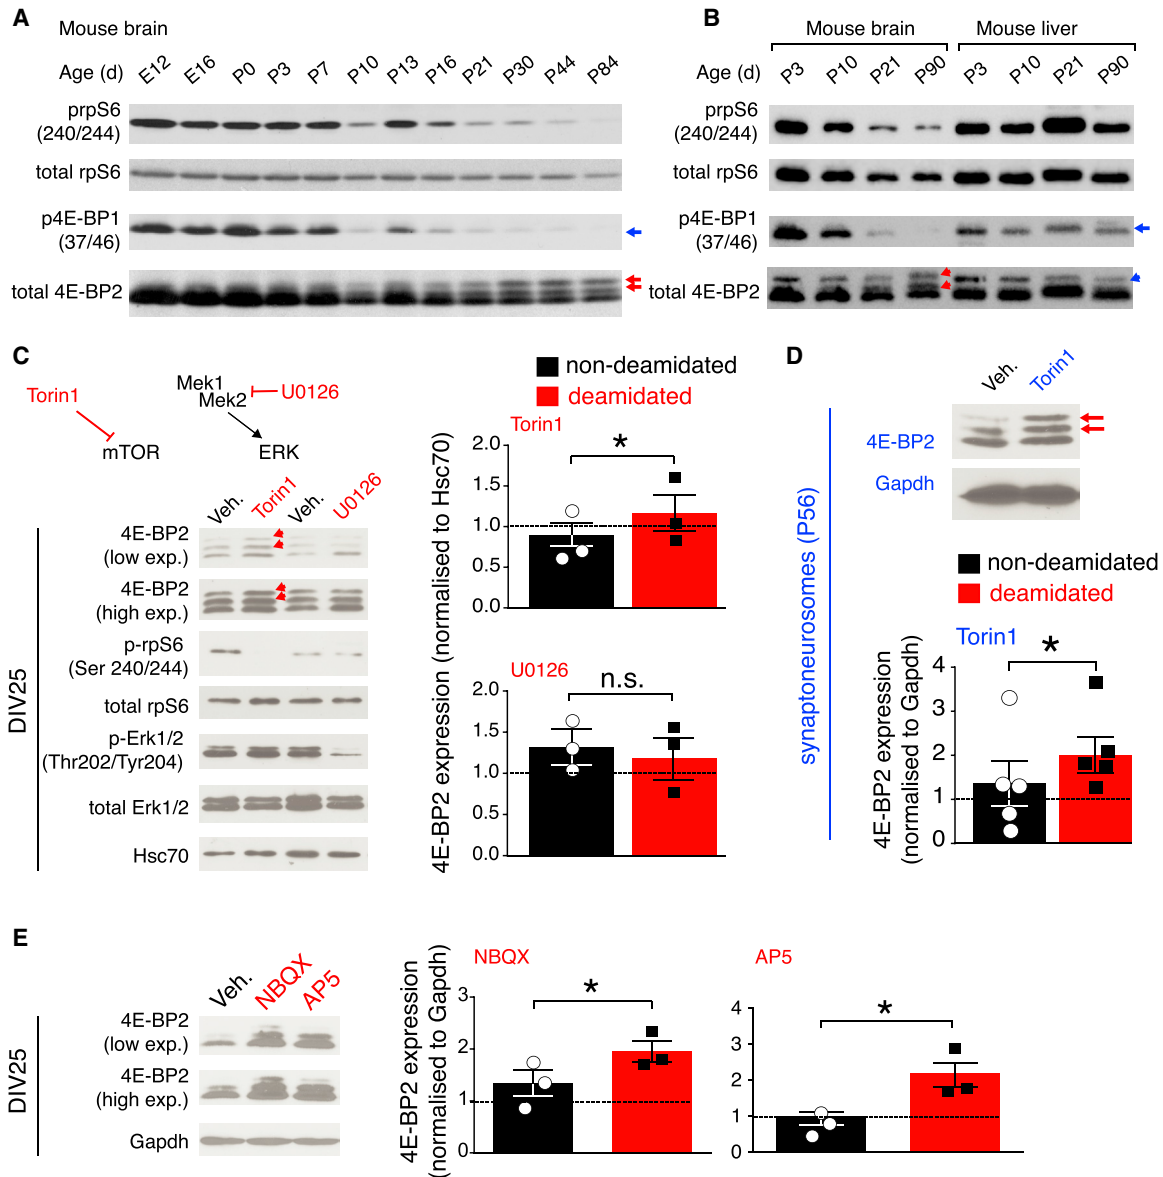 A
Mouse brain
Age (d) E12 E16 P0 P3 P7 P10 P13 P16 P21 P30 P44 P84
prpS6
(240/244)
total rpS6
p4E-BP1
(37/46)
total 4E-BP2
B
Mouse brain Mouse liver
Age (d) P3 P10 P21 P90 P3 P10 P21 P90
prpS6
(240/244)
total rpS6
p4E-BP1
(37/46)
total 4E-BP2
C
Torin1
mTOR
Mek1
Mek2
U0126
ERK
Veh. Torin1 Veh. U0126
DIV25
4E-BP2
(low exp.)
4E-BP2
(high exp.)
p-rpS6
(Ser 240/244)
total rpS6
p-Erk1/2
(Thr202/Tyr204)
total Erk1/2
Hsc70
non-deamidated
deamidated
4E-BP2 expression (normalised to Hsc70)
Torin1
*
2.0
1.5
1.0
0.5
0.0
U0126
n.s.
2.0
1.5
1.0
0.5
0.0
D
Veh. Torin1
synaptoneurosomes (P56)
4E-BP2
Gapdh
non-deamidated
deamidated
Torin1
*
4E-BP2 expression
(normalised to Gapdh)
4
3
2
1
0
E
Veh. NBQX AP5
DIV25
4E-BP2
(low exp.)
4E-BP2
(high exp.)
Gapdh
4E-BP2 expression
(normalised to Gapdh)
NBQX
*
3
2
1
0
AP5
*
4
3
2
1
0